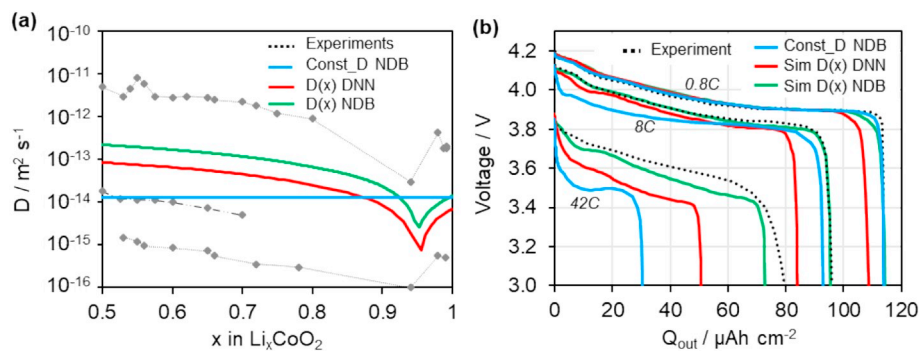 (a)
10⁻¹⁰
10⁻¹¹
10⁻¹²
10⁻¹³
10⁻¹⁴
10⁻¹⁵
10⁻¹⁶
D / m² s⁻¹
Experiments
Const_D NDB
D(x) DNN
D(x) NDB
0.5 0.6 0.7 0.8 0.9 1
x in LiₓCoO₂
(b)
4.2
4.0
3.8
3.6
3.4
3.2
3.0
Voltage / V
Experiment
Const_D NDB
Sim D(x) DNN
Sim D(x) NDB
0.8C
8C
42C
0 20 40 60 80 100 120
Qₒᵤₜ / µAh cm⁻²